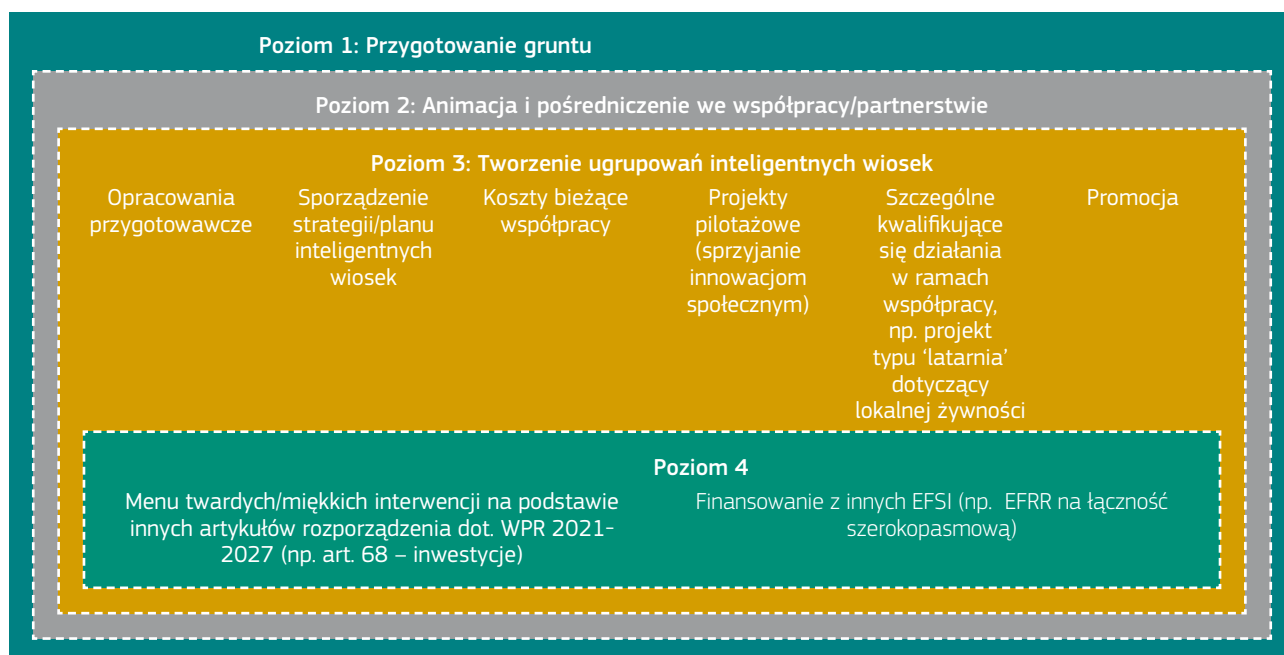 Poziom 1: Przygotowanie gruntu
Poziom 2: Animacja i pośredniczenie we współpracy/partnerstwie
Poziom 3: Tworzenie ugrupowań inteligentnych wiosek
Opracowania
przygotowawcze
Sporządzenie
strategii/planu
inteligentnych
wiosek
Koszty bieżące
współpracy
Projekty
pilotażowe
(sprzyjanie
innowacjom
społecznym)
Szczególne
kwalifikujące
się działania
w ramach
współpracy,
np. projekt
typu ‘latarnia’
dotyczący
lokalnej żywności
Promocja
Poziom 4
Menu twardych/miękkich interwencji na podstawie
innych artykułów rozporządzenia dot. WPR 2021-
2027 (np. art. 68 – inwestycje)
Finansowanie z innych EFSI (np. EFRR na łączność
szerokopasmową)